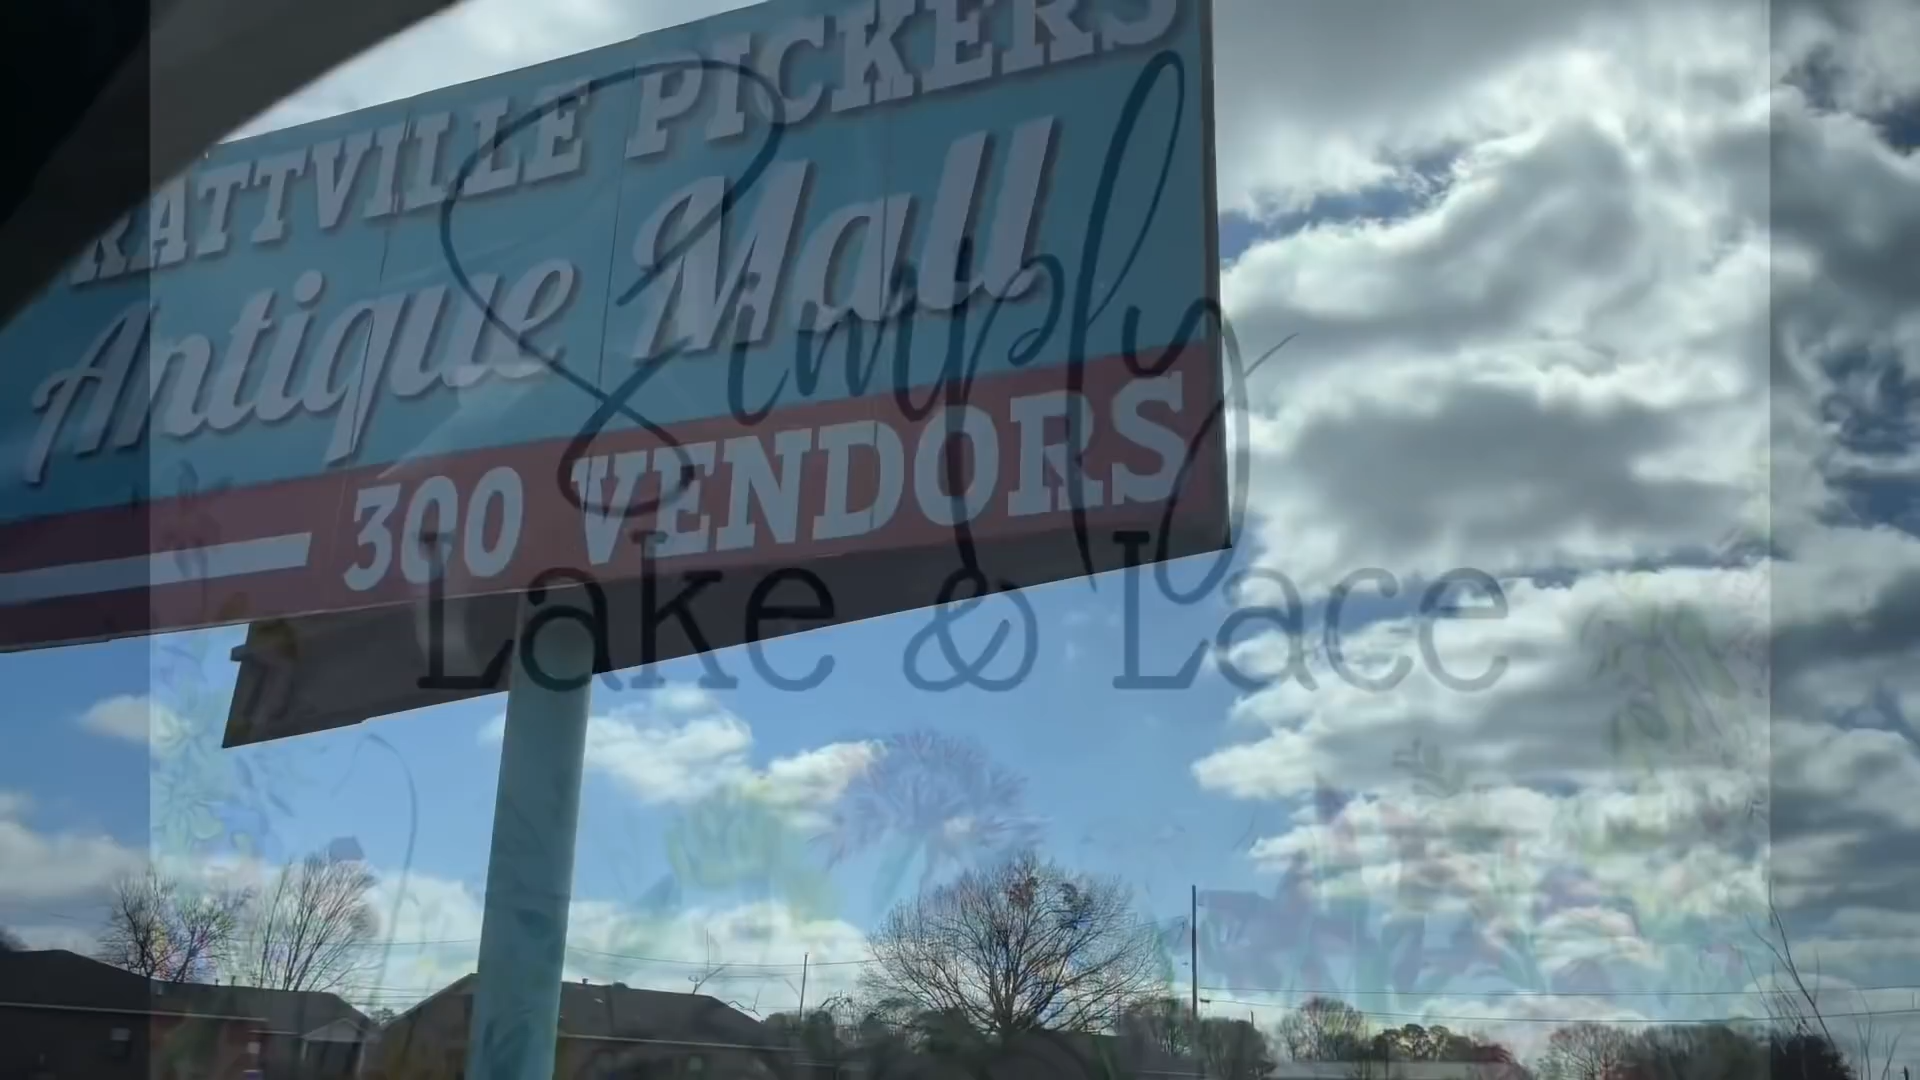 RATTVILLE PICKERS
Antique Mall
300 VENDORS
Simply
Lake & Lace